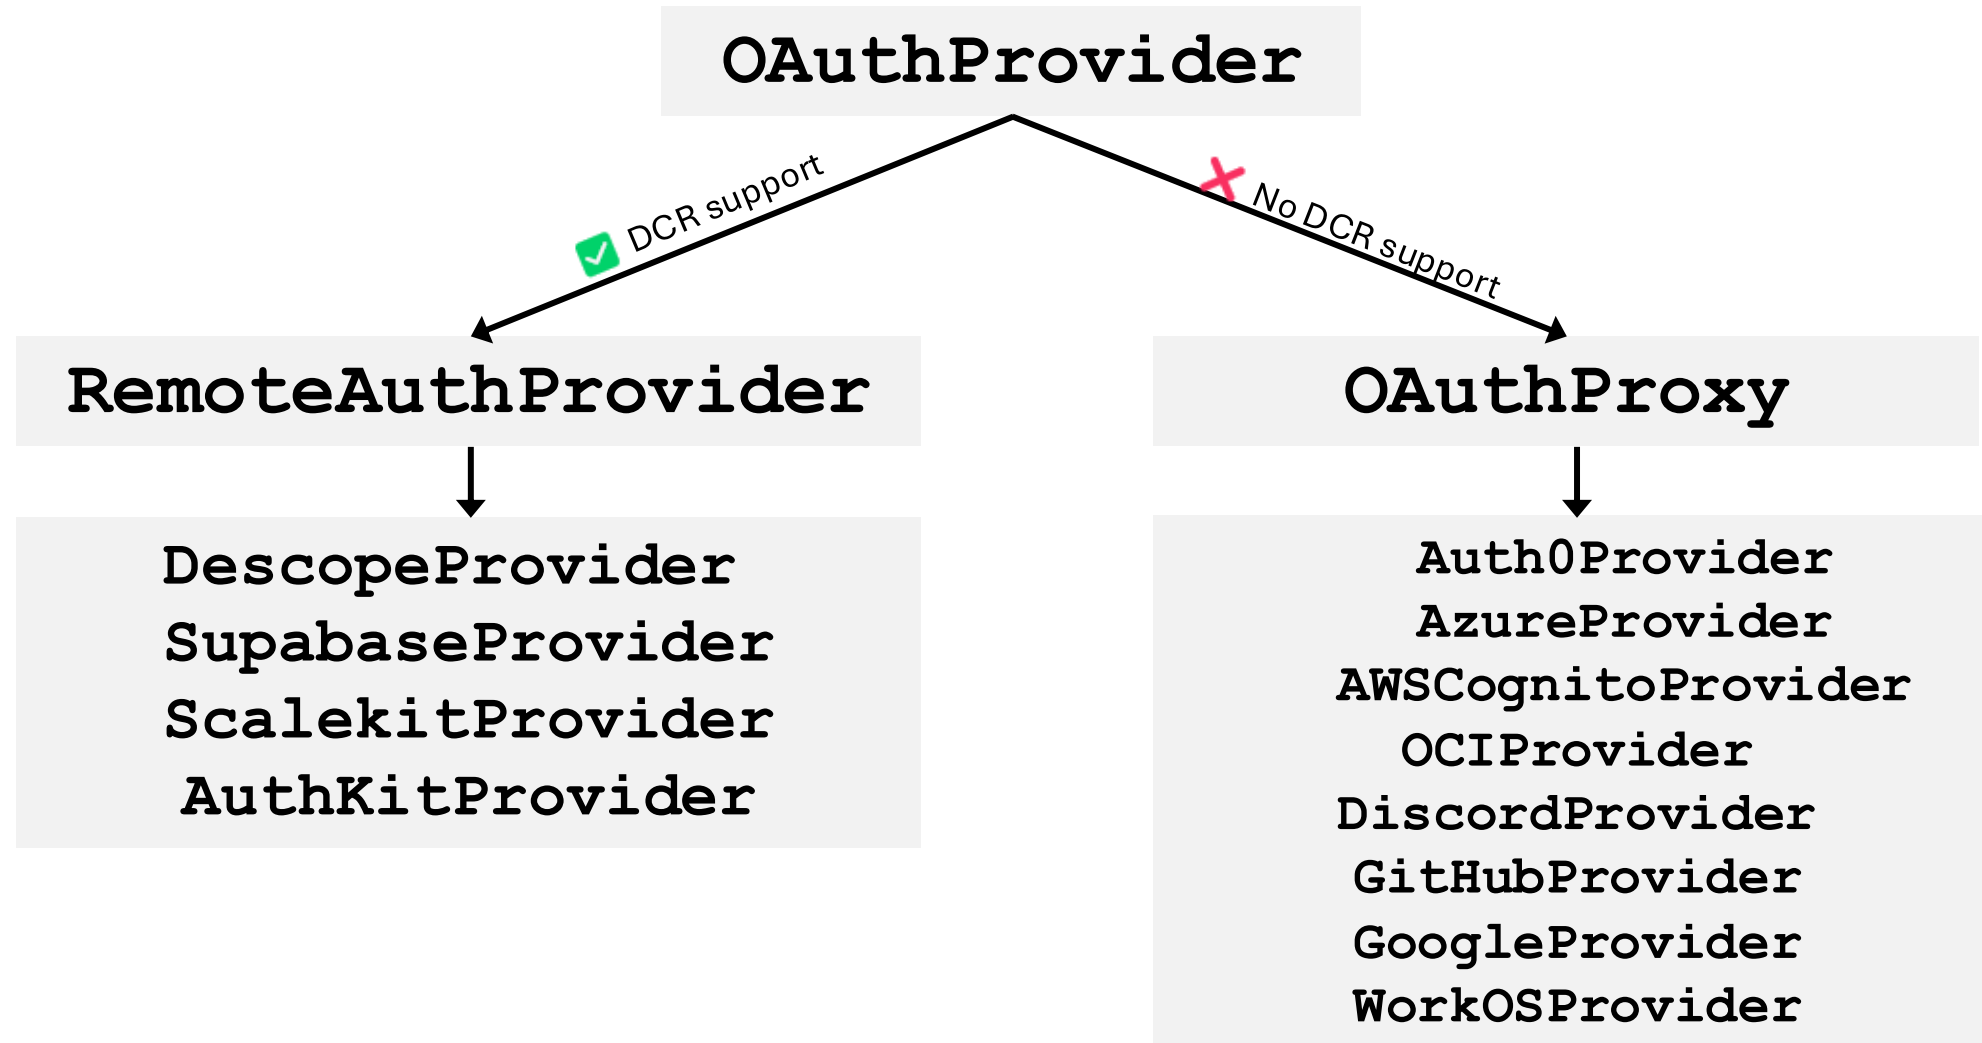 OAuthProvider
✅ DCR support
❌ No DCR support
RemoteAuthProvider
OAuthProxy
DescopeProvider
SupabaseProvider
ScalekitProvider
AuthKitProvider
Auth0Provider
AzureProvider
AWSCognitoProvider
OCIProvider
DiscordProvider
GitHubProvider
GoogleProvider
WorkOSProvider